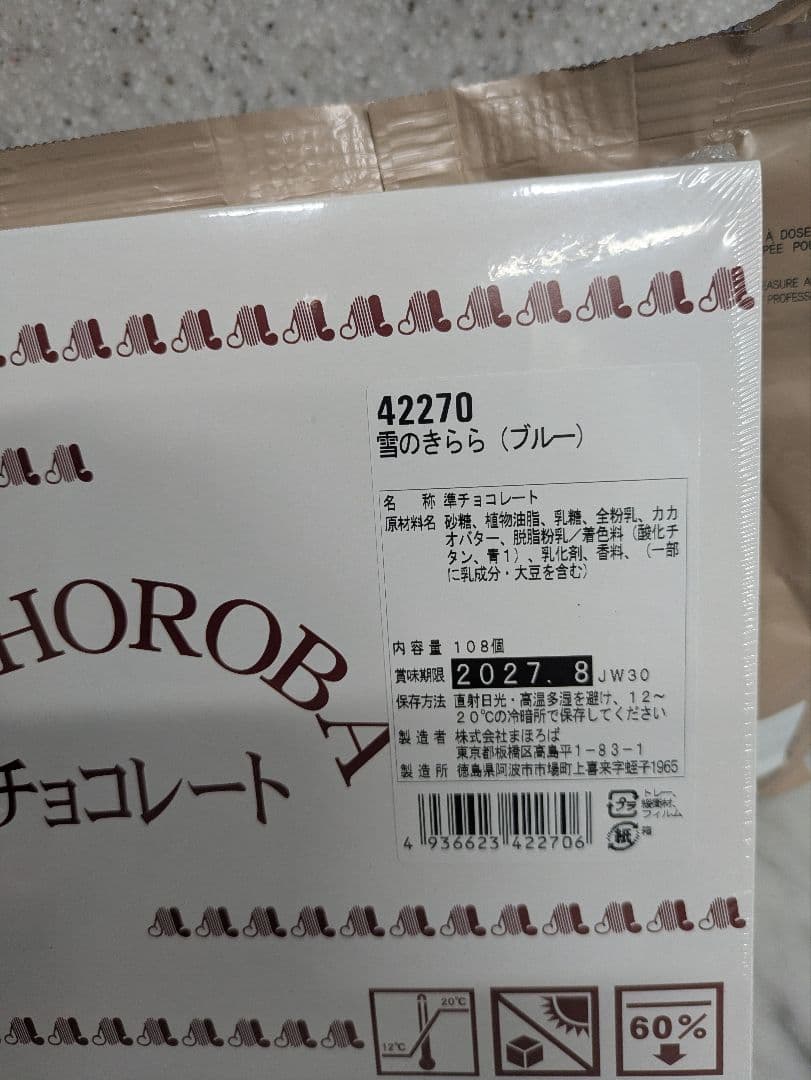 À DOSE
PÉE POU
EASURE A
PROFESS
42270
雪のきらら（ブルー）
名 称 準チョコレート
原材料名 砂糖、植物油脂、乳糖、全粉乳、カカ
オバター、脱脂粉乳／着色料（酸化チ
タン、青１）、乳化剤、香料、（一部
に乳成分・大豆を含む）
内容量 １０８個
賞味期限 2027. 8 JW30
保存方法 直射日光・高温多湿を避け、１２～
２０℃の冷暗所で保存してください
製造者 株式会社まほろば
東京都板橋区高島平１－８３－１
製造所 徳島県阿波市市場町上喜来字蛭子1965
4 936623 422706
プラ
トレー、
緩衝材、
フィルム
紙
箱
HOROBA
チョコレート
20℃
12℃
60%